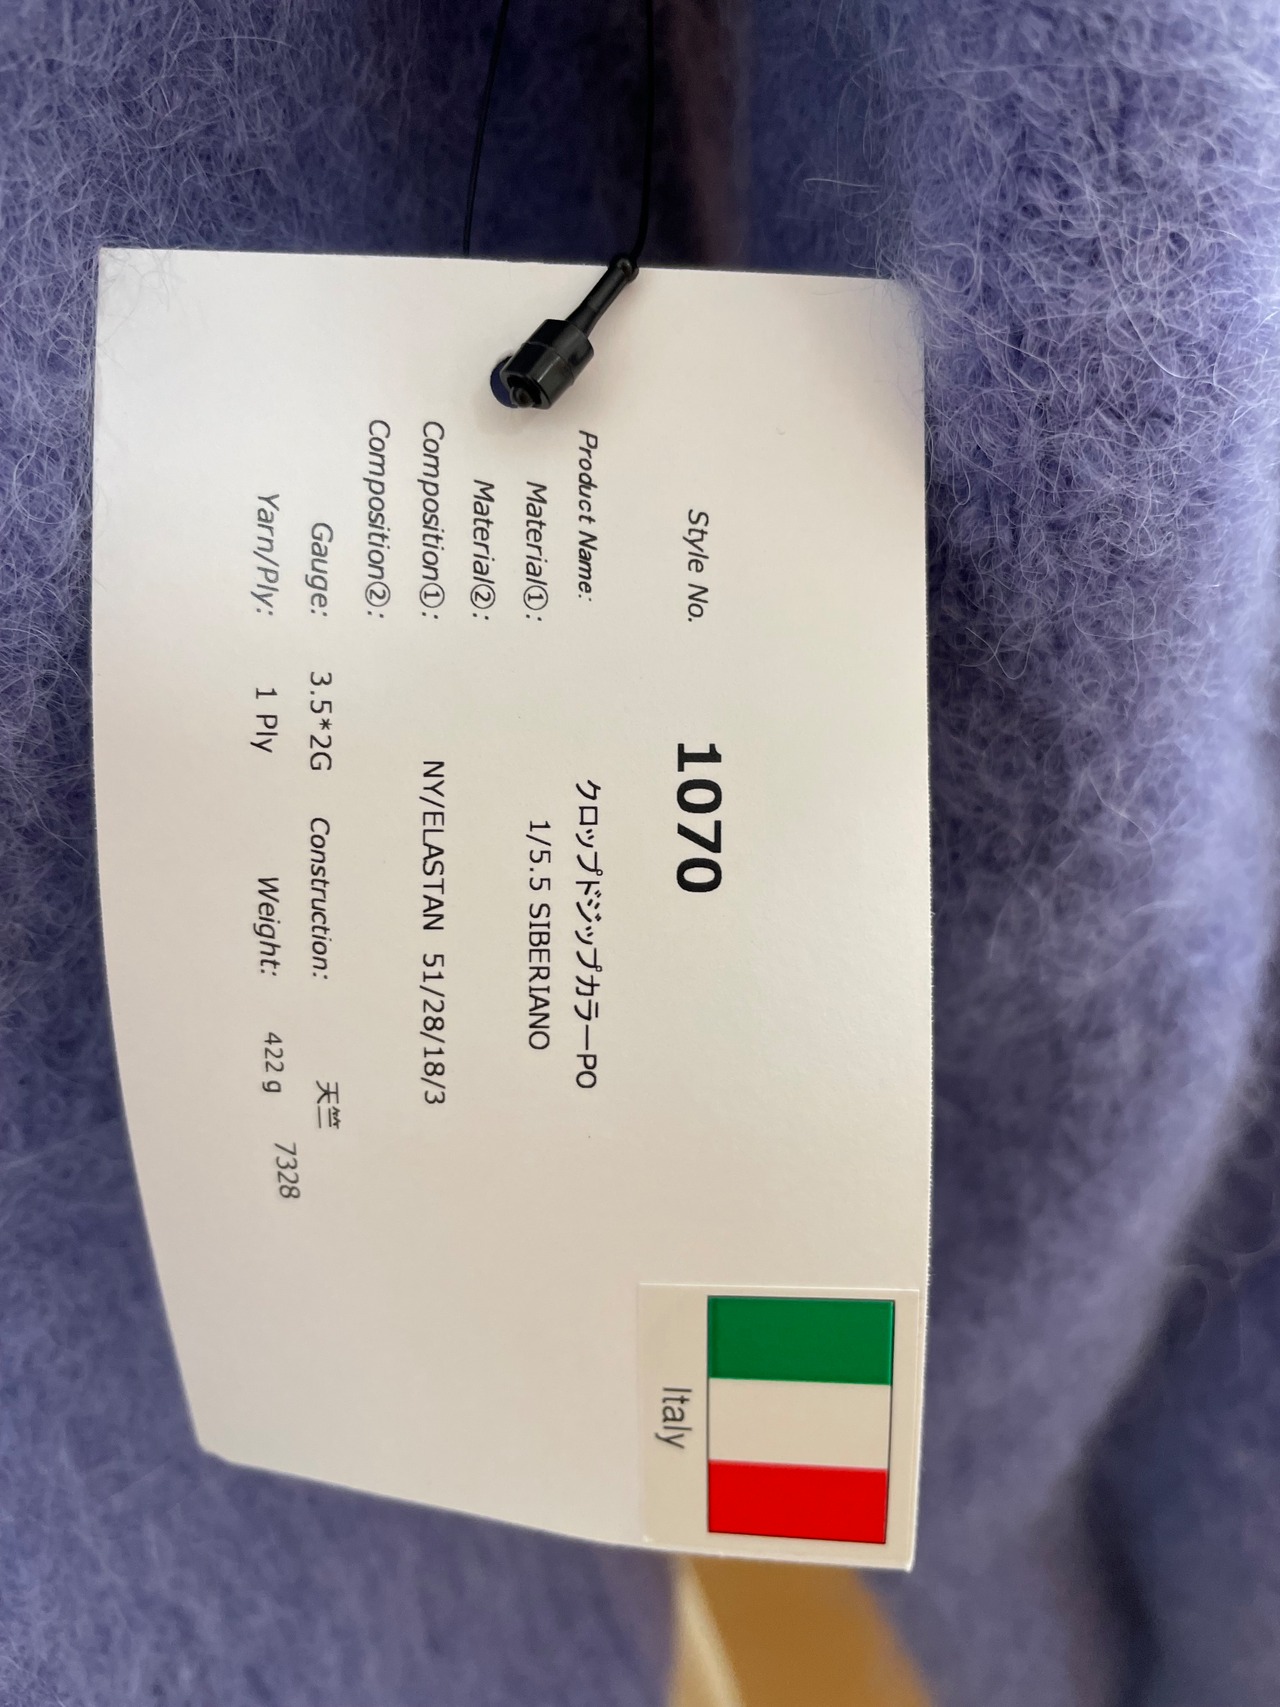 Italy
Style No. 1070
Product Name: クロップドジップカラーPO
Material①: 1/5.5 SIBERIANO
Material②:
Composition①: NY/ELASTAN 51/28/18/3
Composition②:
Gauge: 3.5*2G Construction: 天竺
Yarn/Ply: 1 Ply Weight: 422 g 7328